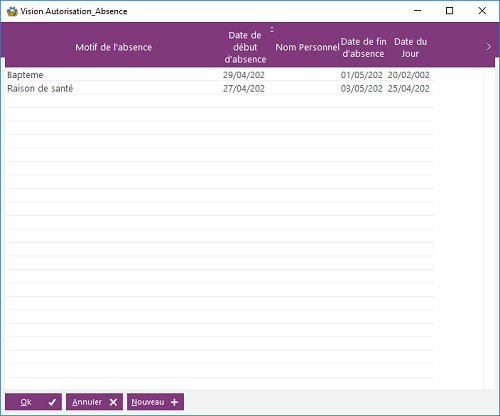 Vision Autorisation_Absence
Motif de l'absence
Date de début d'absence
Nom Personnel
Date de fin d'absence
Date du Jour
Bapteme 29/04/202 01/05/202 20/02/002
Raison de santé 27/04/202 03/05/202 25/04/202
Ok Annuler Nouveau